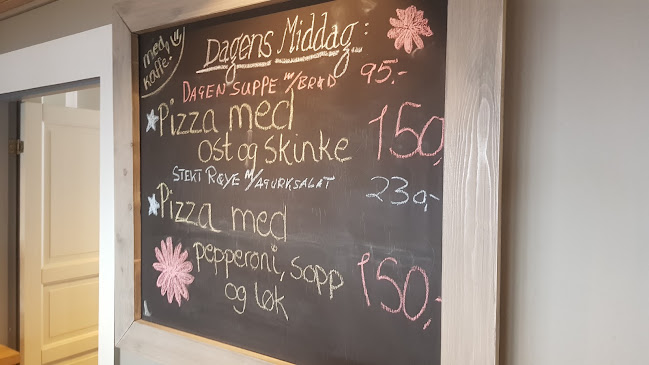 med kaffe!
Dagens Middag:
DAGEN SUPPE m/BRØD 95.-
Pizza med
ost og skinke 150,
STEKT RØYE M/AGURKSALAT 230,-
Pizza med
pepperoni, sopp
og løk 150,-